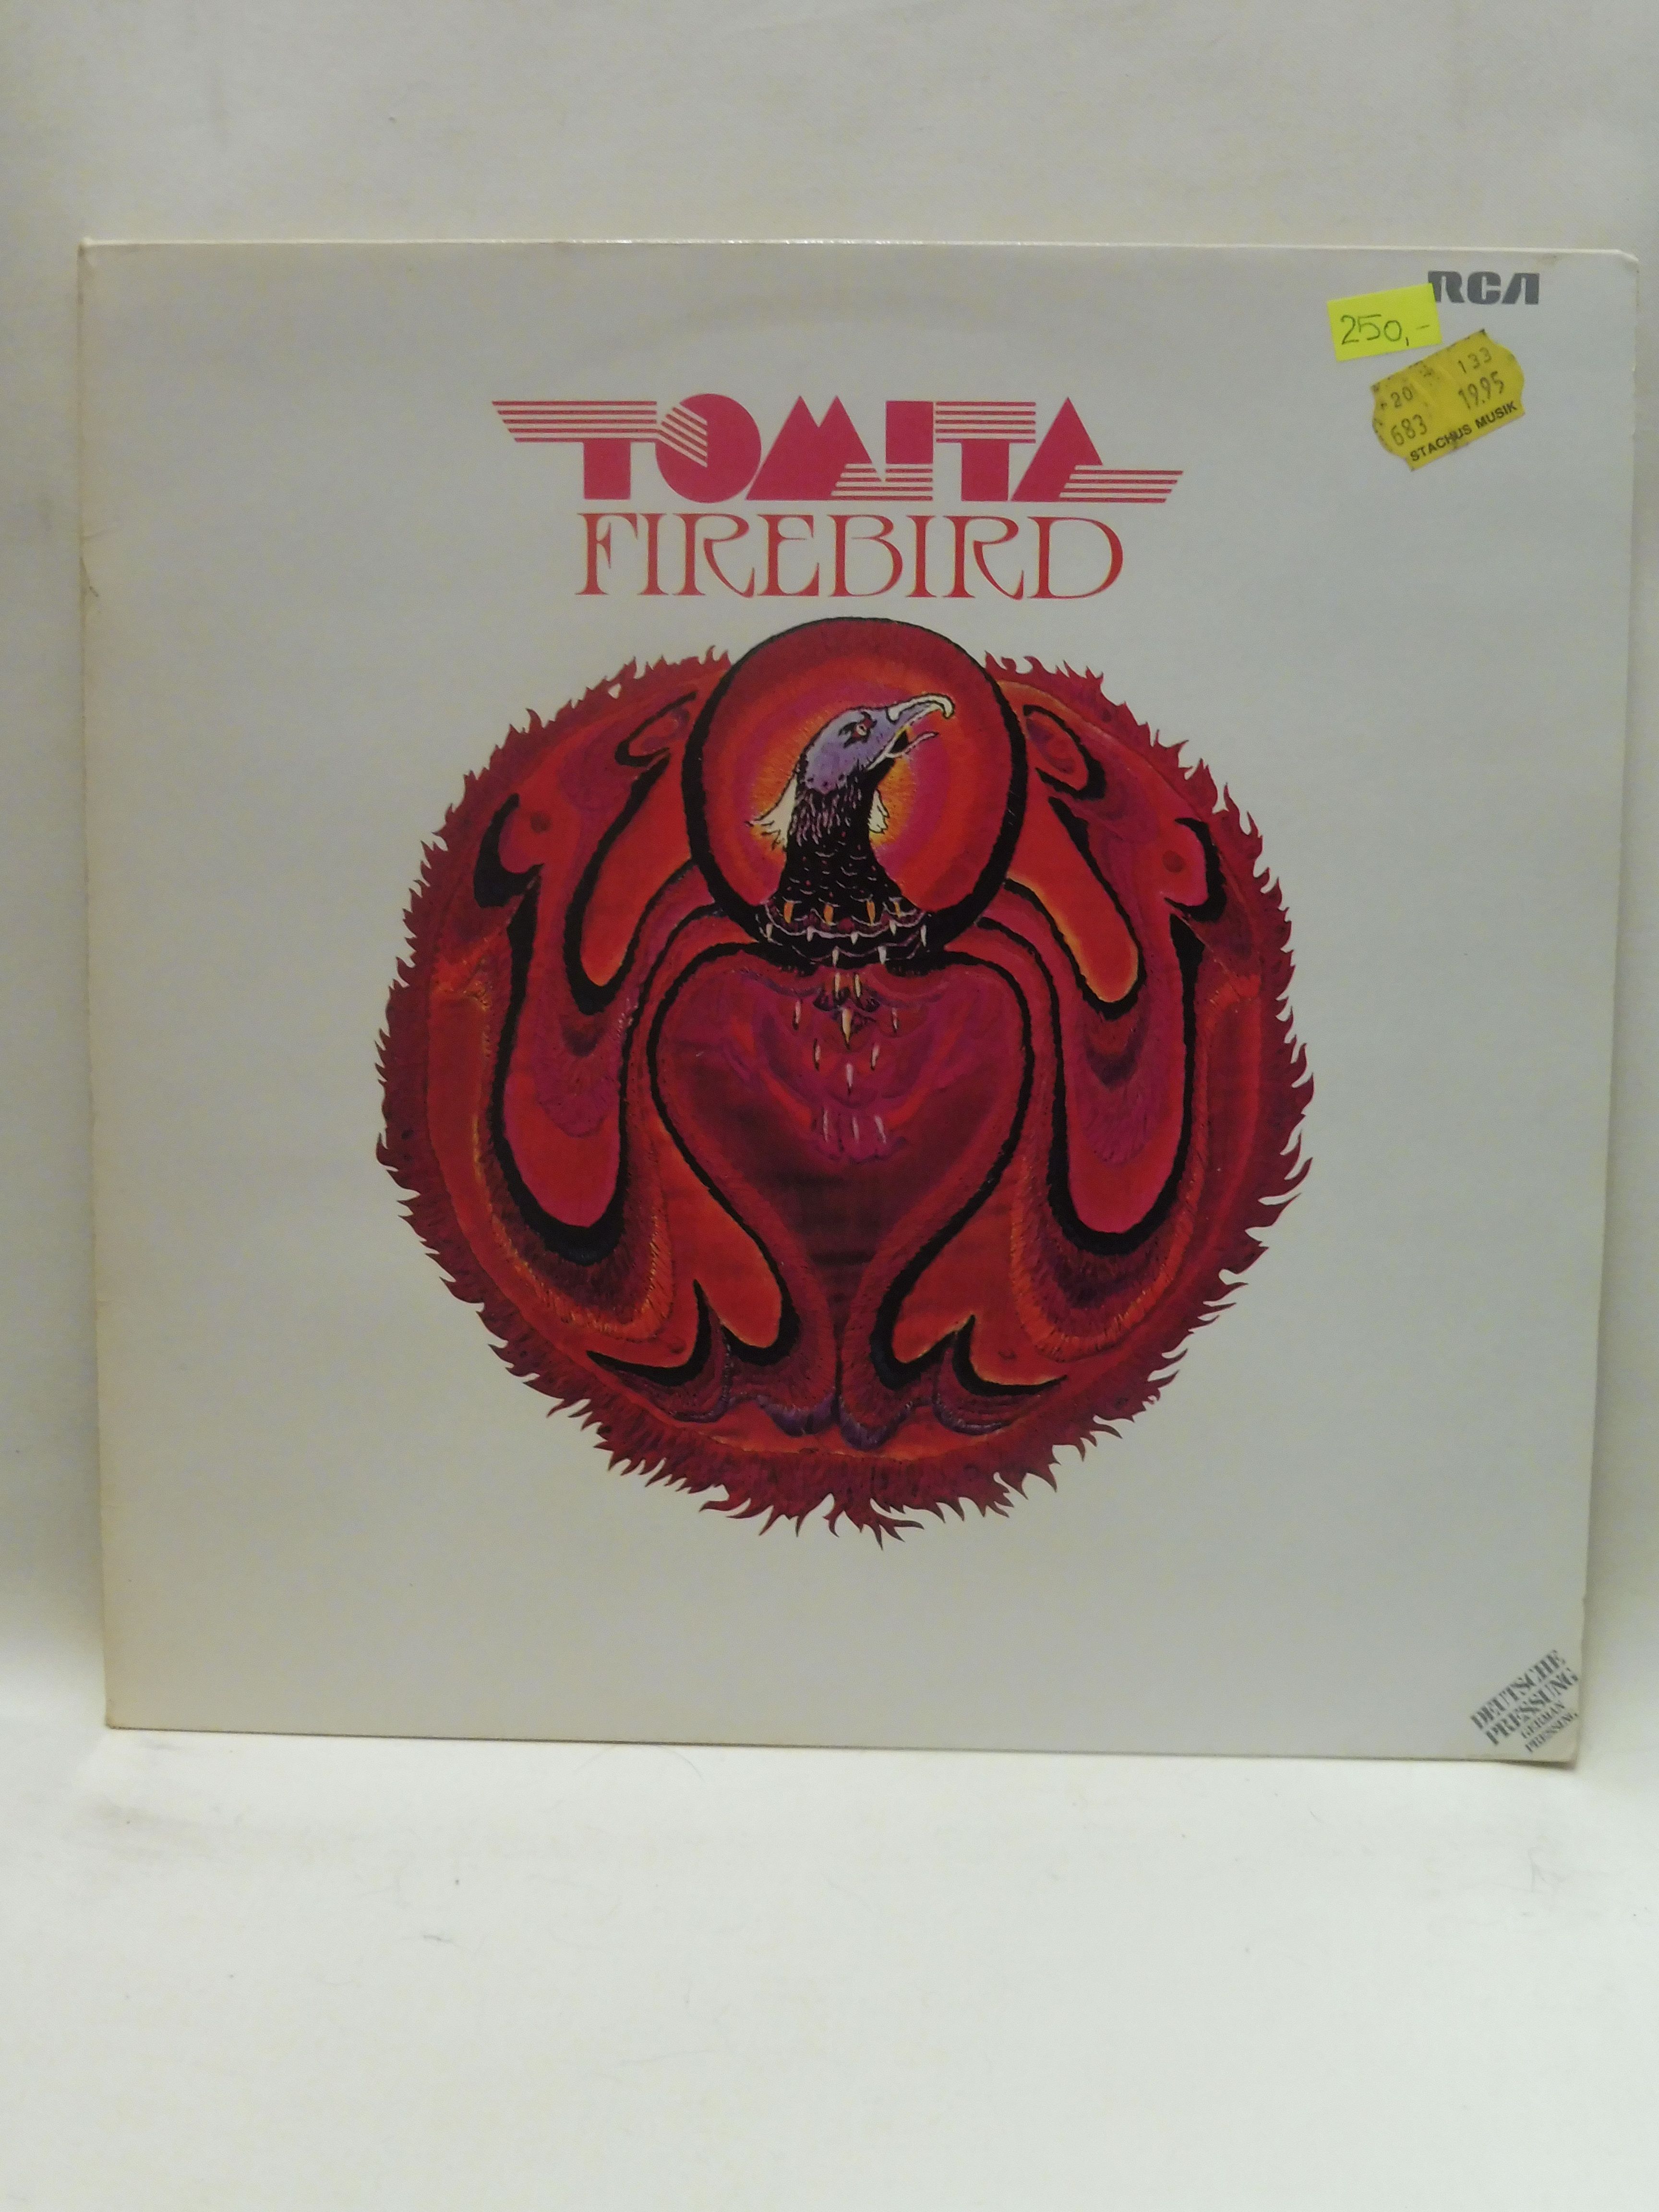 RCA
250,-
20 133
683 19.95
STACHUS MUSIK
TOMITA
FIREBIRD
DEUTSCHE
PRESSUNG
GERMAN
PRESSING